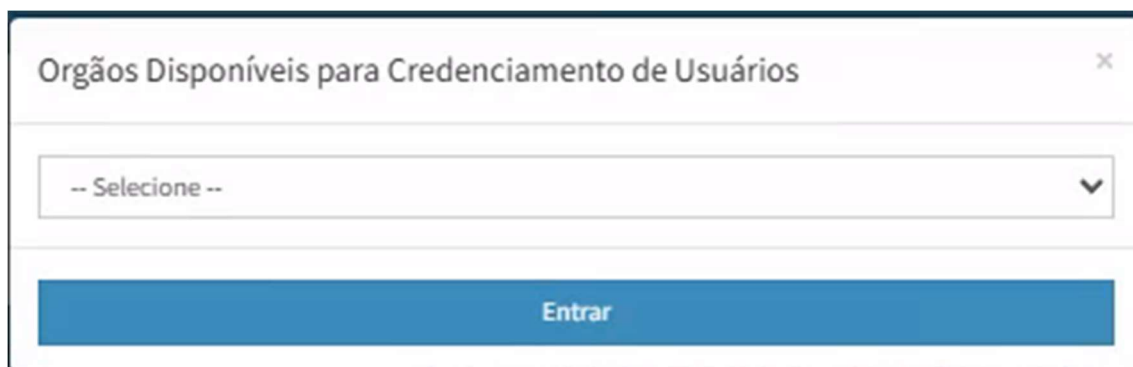 Orgãos Disponíveis para Credenciamento de Usuários
×
-- Selecione --
Entrar